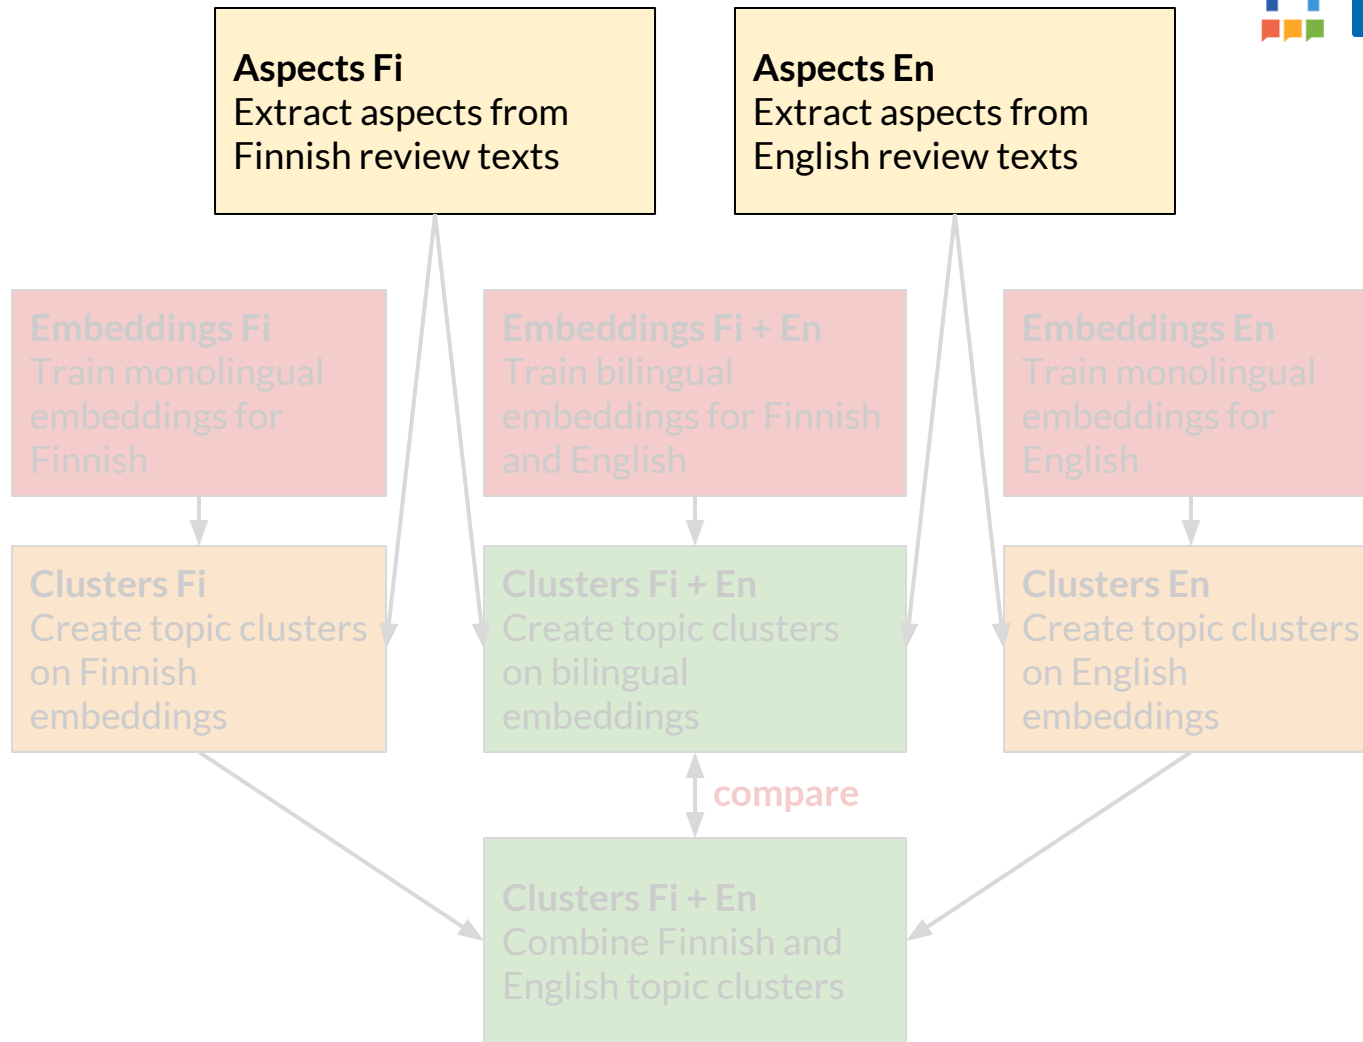 Aspects Fi
Extract aspects from
Finnish review texts
Aspects En
Extract aspects from
English review texts
Embeddings Fi
Train monolingual
embeddings for
Finnish
Embeddings Fi + En
Train bilingual
embeddings for Finnish
and English
Embeddings En
Train monolingual
embeddings for
English
Clusters Fi
Create topic clusters
on Finnish
embeddings
Clusters Fi + En
Create topic clusters
on bilingual
embeddings
Clusters En
Create topic clusters
on English
embeddings
compare
Clusters Fi + En
Combine Finnish and
English topic clusters